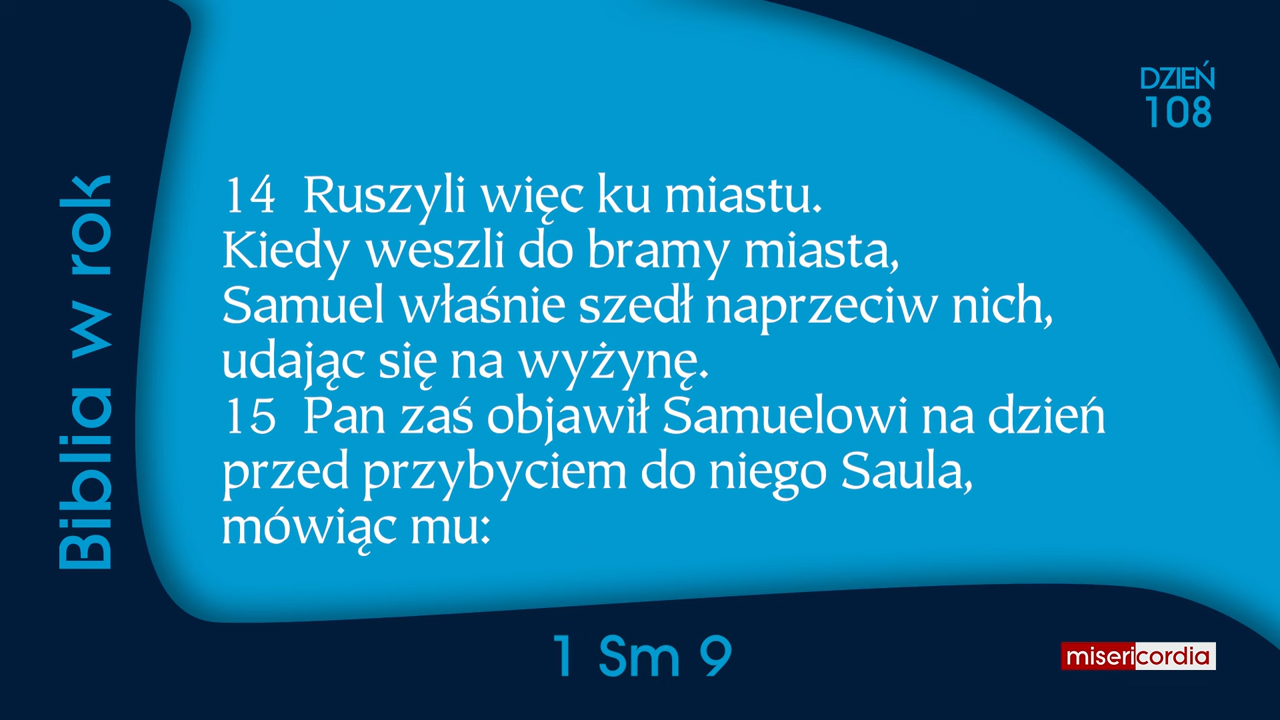 DZIEŃ
108
Biblia w rok
14 Ruszyli więc ku miastu.
Kiedy weszli do bramy miasta,
Samuel właśnie szedł naprzeciw nich,
udając się na wyżynę.
15 Pan zaś objawił Samuelowi na dzień
przed przybyciem do niego Saula,
mówiąc mu:
1 Sm 9
misericordia